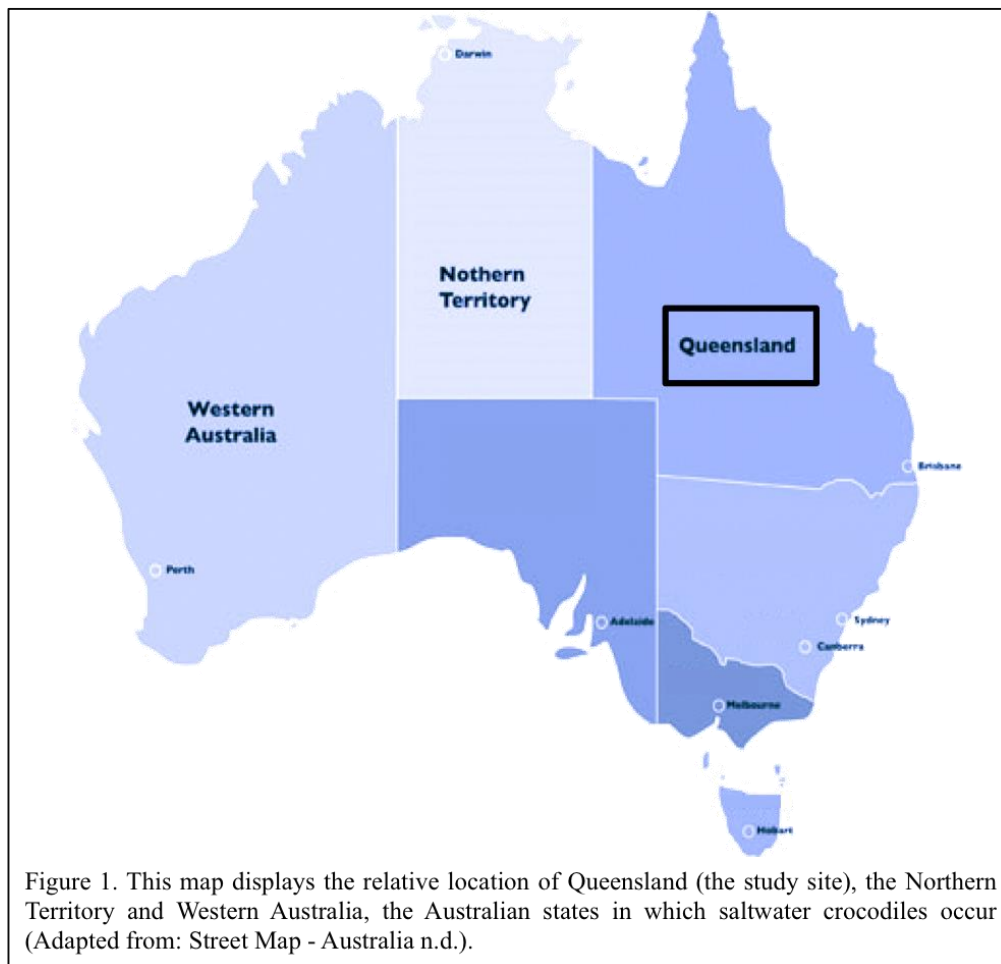 Darwin
Nothern
Territory
Queensland
Western
Australia
Brisbane
Perth
Adelaide
Sydney
Canberra
Melbourne
Hobart
Figure 1. This map displays the relative location of Queensland (the study site), the Northern
Territory and Western Australia, the Australian states in which saltwater crocodiles occur
(Adapted from: Street Map - Australia n.d.).